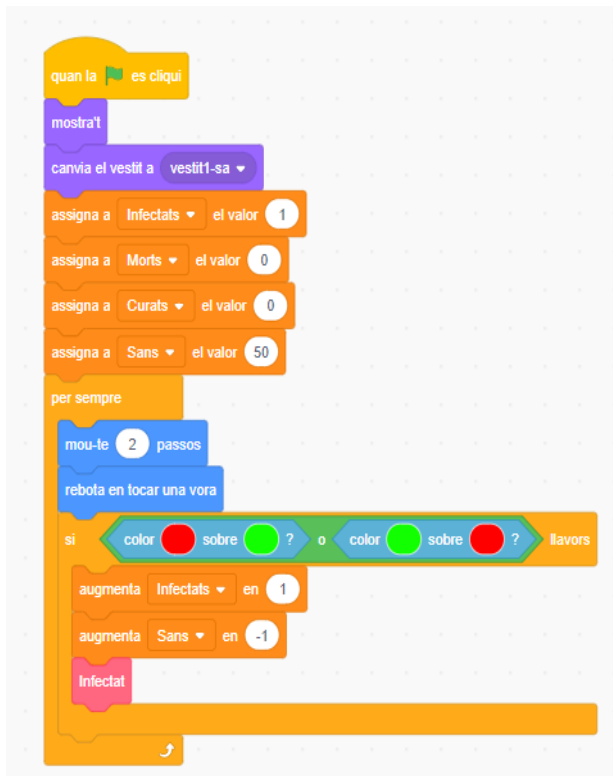 quan la es cliqui
mostra't
canvia el vestit a vestit1-sa
assigna a Infectats el valor 1
assigna a Morts el valor 0
assigna a Curats el valor 0
assigna a Sans el valor 50
per sempre
mou-te 2 passos
rebota en tocar una vora
si color sobre ? o color sobre ? llavors
augmenta Infectats en 1
augmenta Sans en -1
Infectat